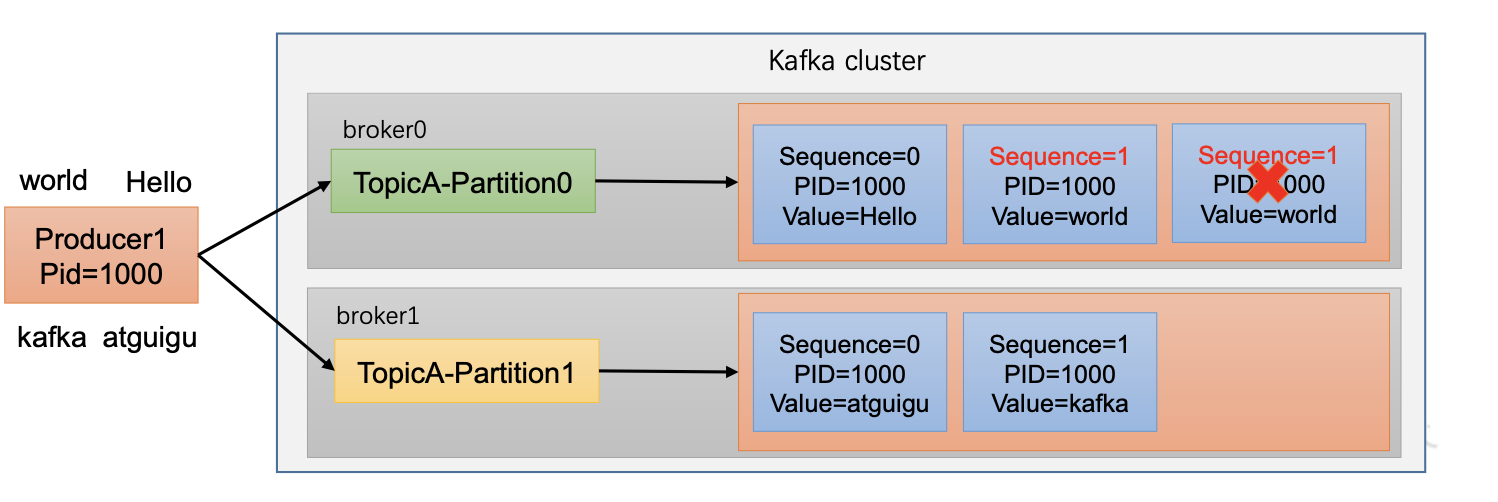 Kafka cluster
world Hello
Producer1
Pid=1000
kafka atguigu
broker0
TopicA-Partition0
Sequence=0
PID=1000
Value=Hello
Sequence=1
PID=1000
Value=world
Sequence=1
PID=1000
Value=world
broker1
TopicA-Partition1
Sequence=0
PID=1000
Value=atguigu
Sequence=1
PID=1000
Value=kafka